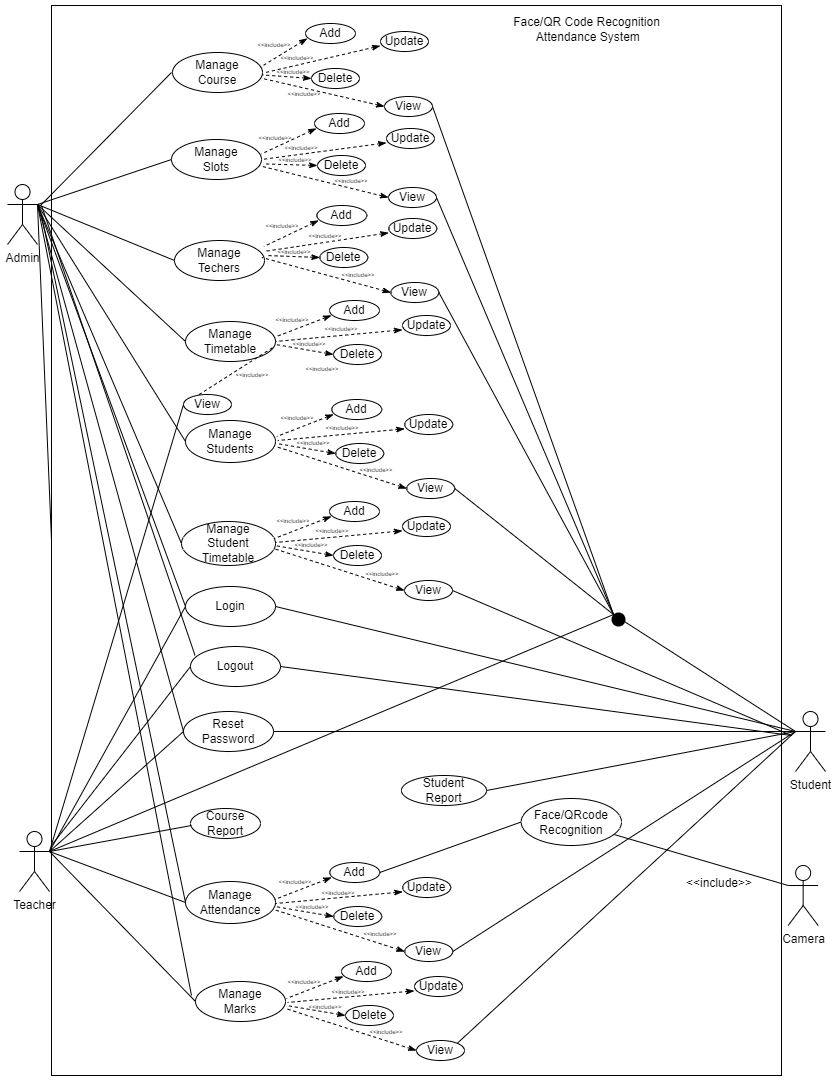 Face/QR Code Recognition
Attendance System
Add
Update
<<include>>
Manage
Course
<<include>>
Delete
<<include>>
View
Add
Update
<<include>>
Manage
Slots
<<include>>
<<include>>
Delete
<<include>>
View
Admin
Add
Update
<<include>>
<<include>>
Manage
Techers
<<include>>
Delete
<<include>>
View
Add
Update
<<include>>
<<include>>
Manage
Timetable
<<include>>
Delete
<<include>>
<<include>>
View
Add
Update
<<include>>
<<include>>
Manage
Students
<<include>>
Delete
<<include>>
View
Add
Update
<<include>>
<<include>>
Manage
Student
Timetable
<<include>>
Delete
<<include>>
View
Login
Logout
Reset
Password
Student
Student
Report
Course
Report
Face/QRcode
Recognition
Teacher
Add
Update
<<include>>
<<include>>
Manage
Attendance
<<include>>
Delete
<<include>>
View
<<include>>
Camera
Add
Update
<<include>>
<<include>>
Manage
Marks
<<include>>
Delete
<<include>>
View